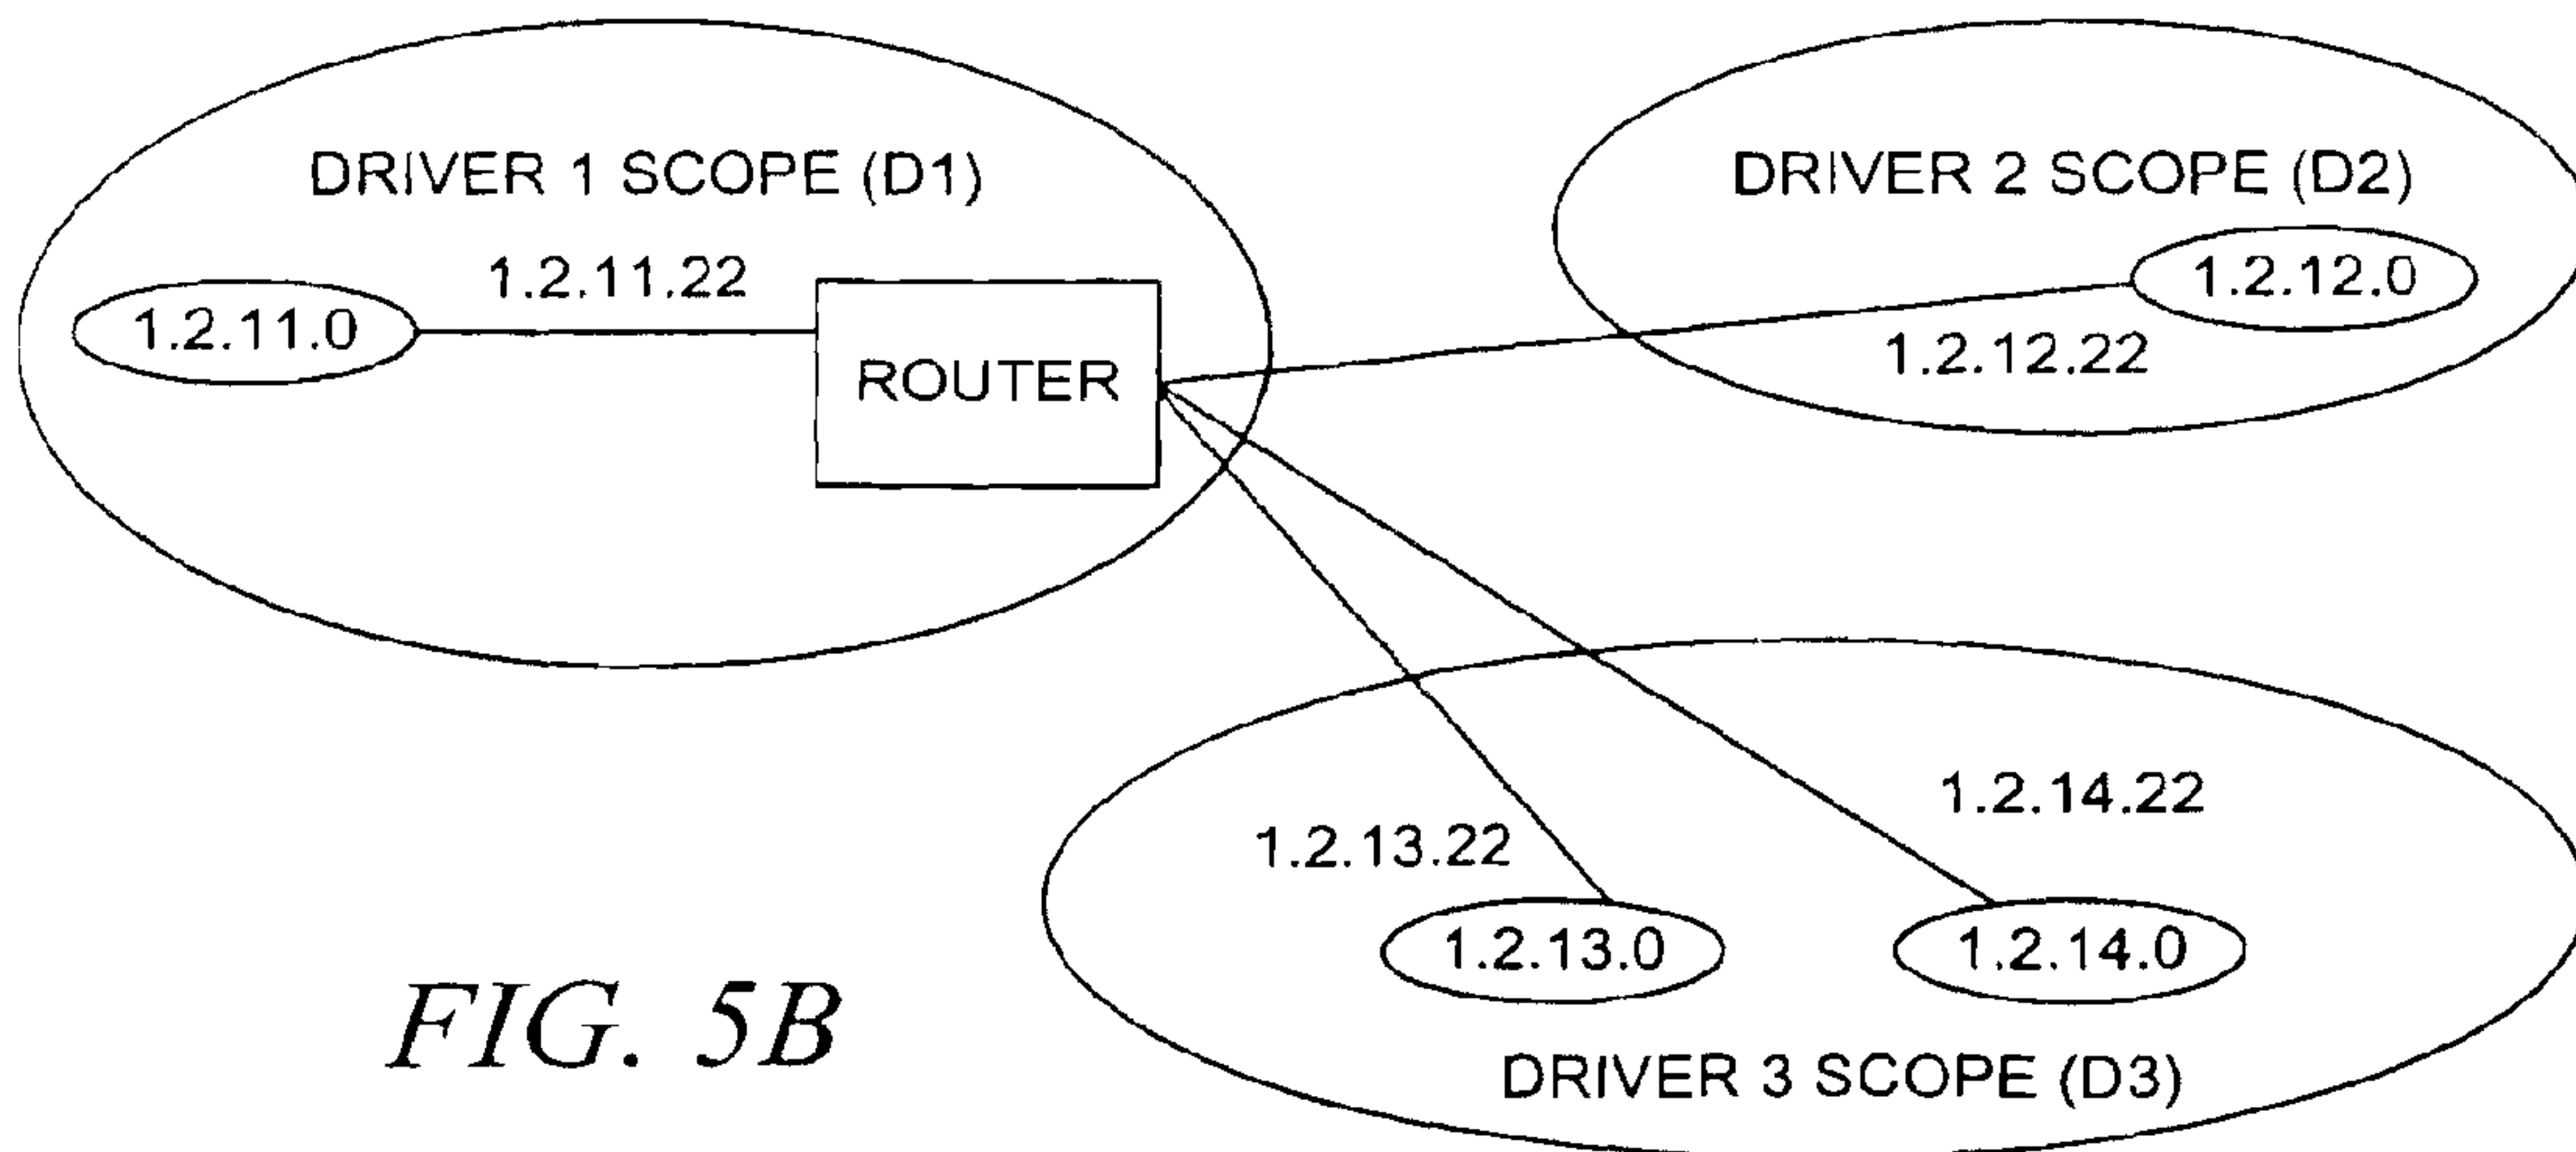 DRIVER 1 SCOPE (D1)
1.2.11.22
1.2.11.0
ROUTER
DRIVER 2 SCOPE (D2)
1.2.12.0
1.2.12.22
1.2.14.22
1.2.13.22
1.2.13.0
1.2.14.0
DRIVER 3 SCOPE (D3)
FIG. 5B